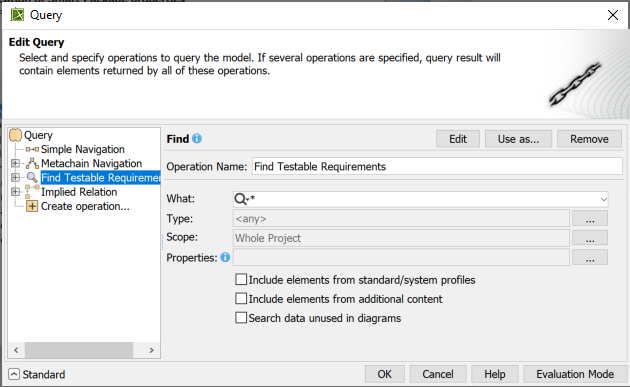 Query
Edit Query
Select and specify operations to query the model. If several operations are specified, query result will
contain elements returned by all of these operations.
Query
Simple Navigation
Metachain Navigation
Find Testable Requiremen
Implied Relation
Create operation...
Find
Edit
Use as...
Remove
Operation Name: Find Testable Requirements
What: *
Type: <any> ...
Scope: Whole Project ...
Properties: ...
Include elements from standard/system profiles
Include elements from additional content
Search data unused in diagrams
Standard
OK
Cancel
Help
Evaluation Mode